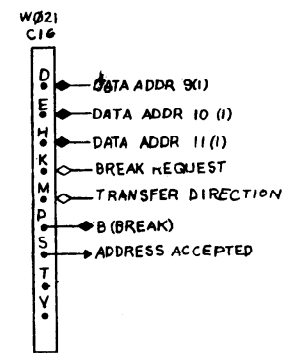 WØ21
C16
D DATA ADDR 9(1)
E DATA ADDR 10 (1)
H DATA ADDR 11(1)
K BREAK REQUEST
M TRANSFER DIRECTION
P B (BREAK)
S ADDRESS ACCEPTED
T
V